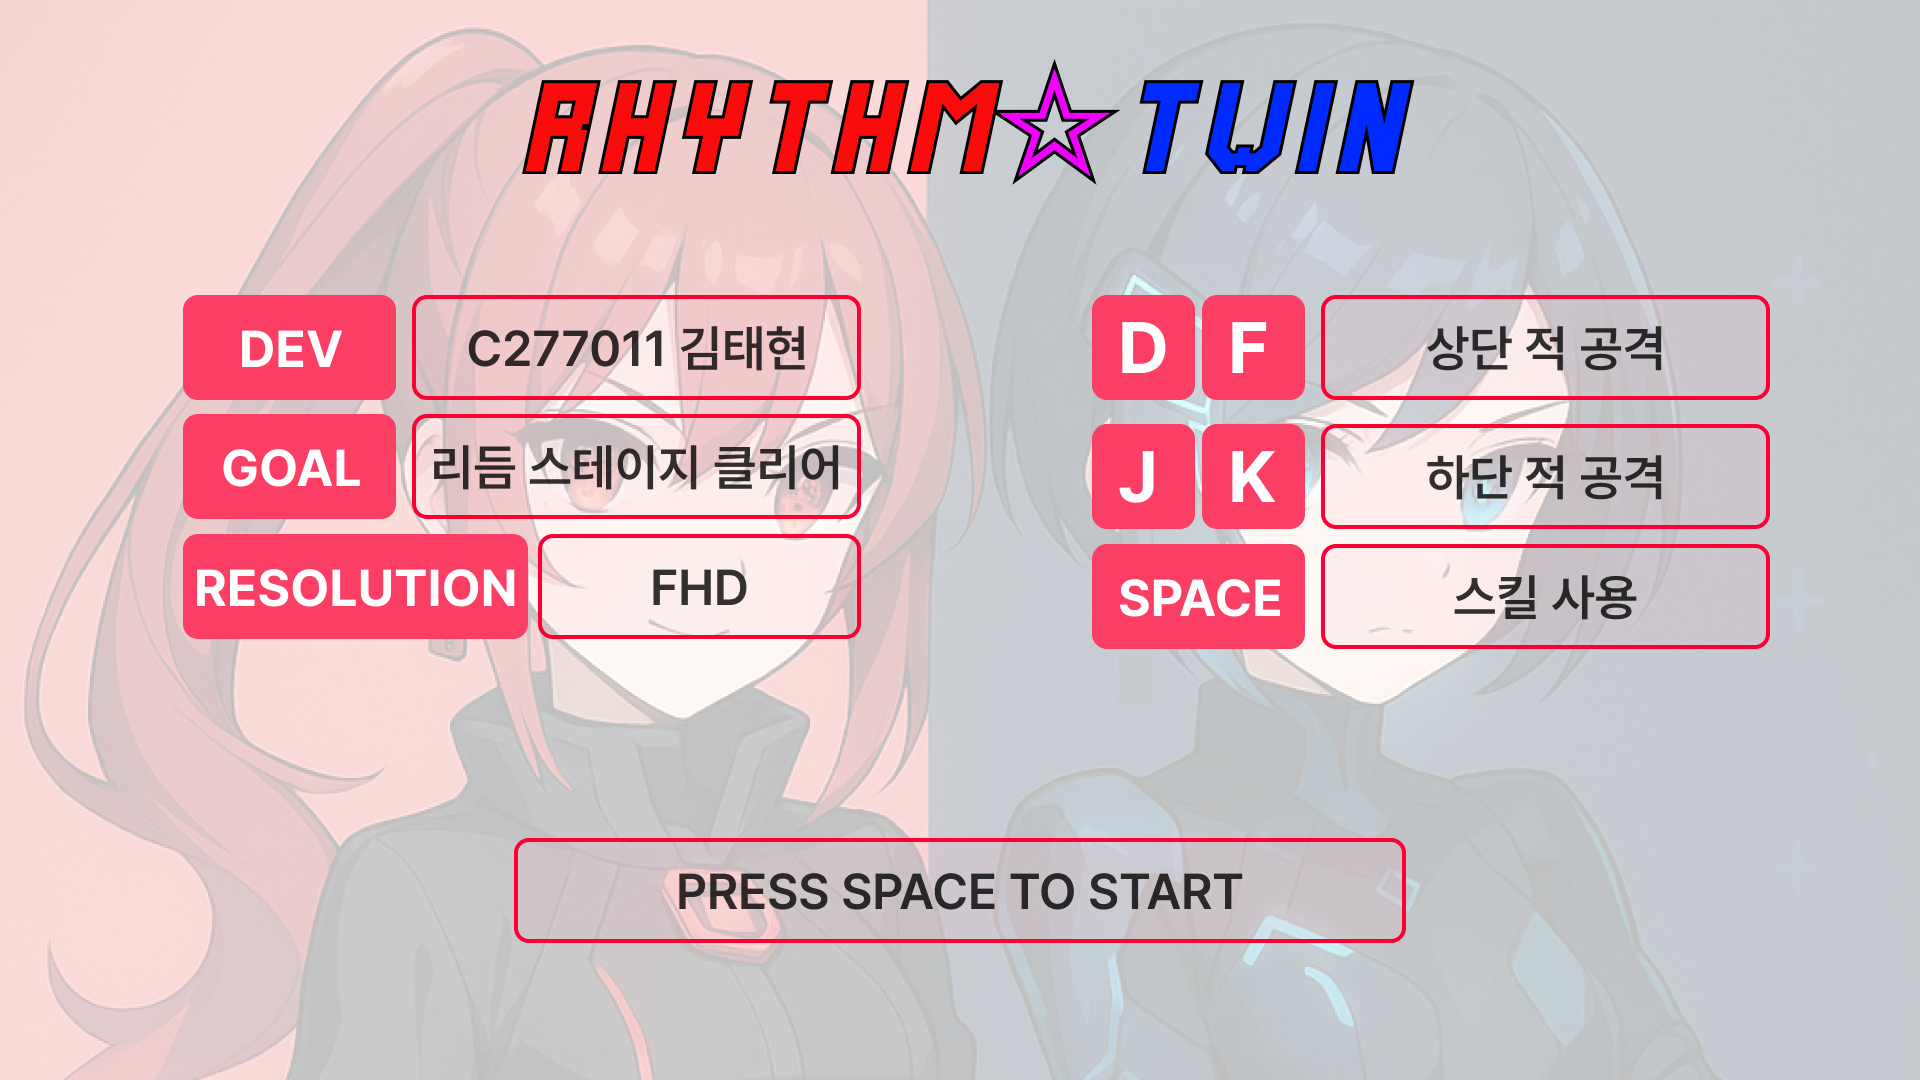 RHYTHM☆TWIN
DEV C277011 김태현
GOAL 리듬 스테이지 클리어
RESOLUTION FHD
D F 상단 적 공격
J K 하단 적 공격
SPACE 스킬 사용
PRESS SPACE TO START